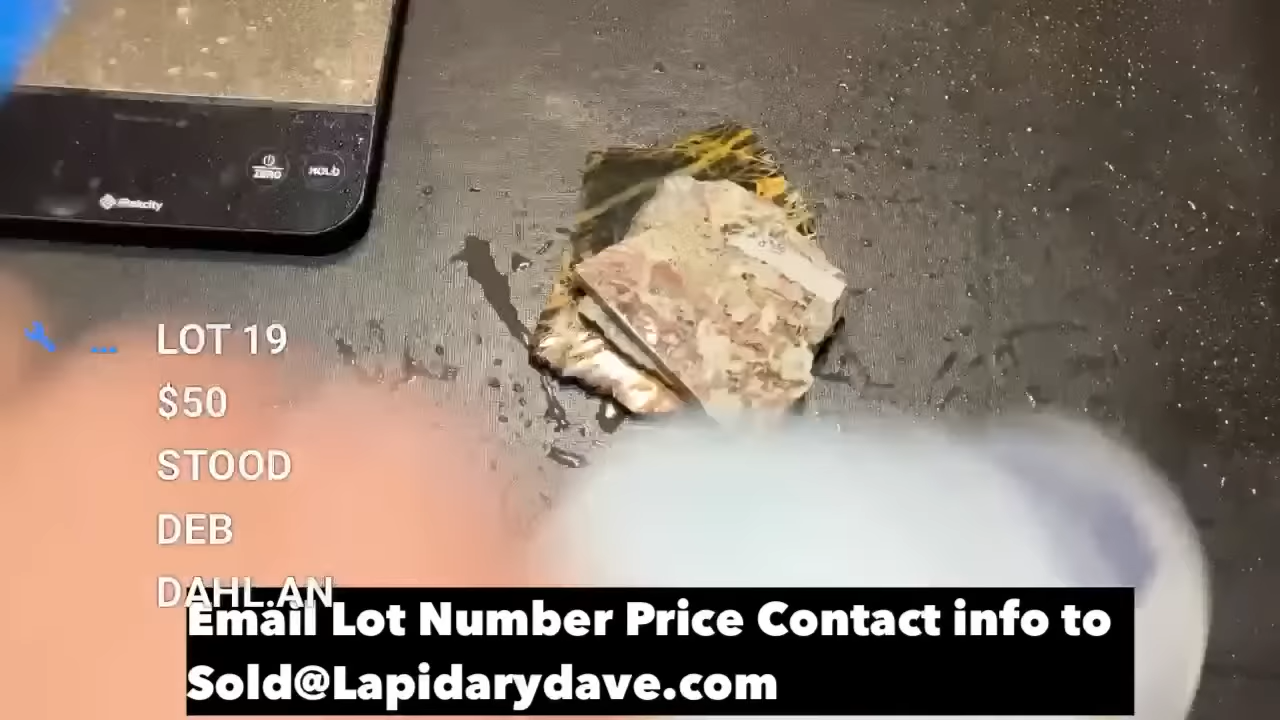 ZERO
HOLD
LOT 19
$50
STOOD
DEB
DAHL.AN
Email Lot Number Price Contact info to
Sold@Lapidarydave.com